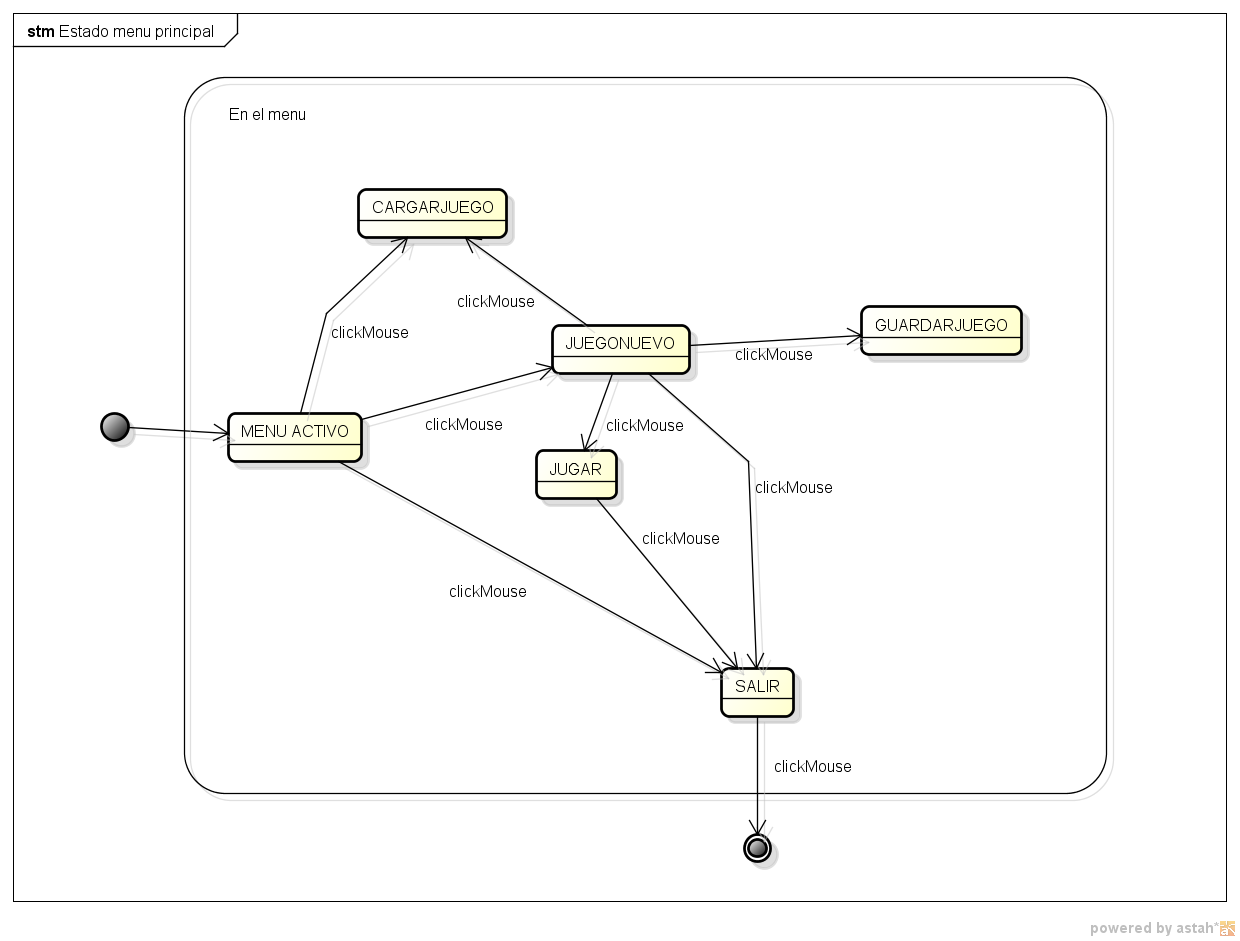 stm Estado menu principal
En el menu
CARGARJUEGO
clickMouse
GUARDARJUEGO
clickMouse
JUEGONUEVO
clickMouse
clickMouse
clickMouse
MENU ACTIVO
JUGAR
clickMouse
clickMouse
clickMouse
SALIR
clickMouse
powered by astah*